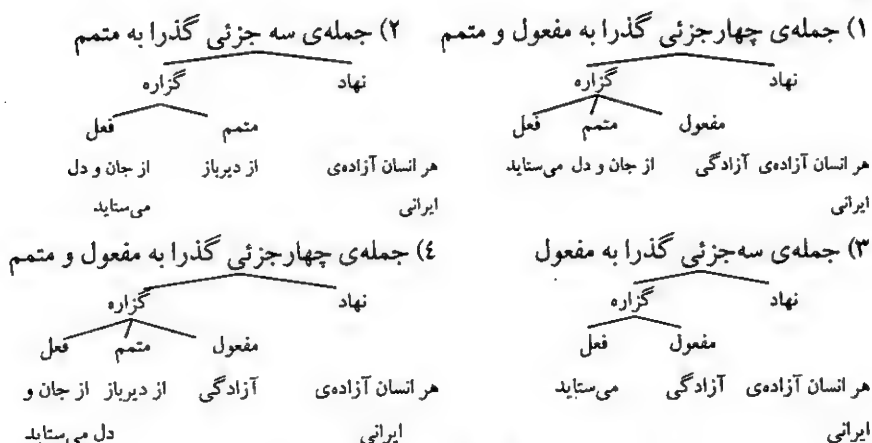 ۱) جمله‌ی چهارجزئی گذرا به مفعول و متمم
نهاد گزاره
مفعول متمم فعل
هر انسان آزاده‌ی آزادگی از جان و دل می‌ستاید
ایرانی
۲) جمله‌ی سه جزئی گذرا به متمم
نهاد گزاره
متمم فعل
هر انسان آزاده‌ی از دیرباز از جان و دل
ایرانی می‌ستاید
۳) جمله‌ی سه‌جزئی گذرا به مفعول
نهاد گزاره
مفعول فعل
هر انسان آزاده‌ی آزادگی می‌ستاید
ایرانی
٤) جمله‌ی چهارجزئی گذرا به مفعول و متمم
نهاد گزاره
مفعول متمم فعل
هر انسان آزاده‌ی آزادگی از دیرباز از جان و
ایرانی دل می‌ستاید